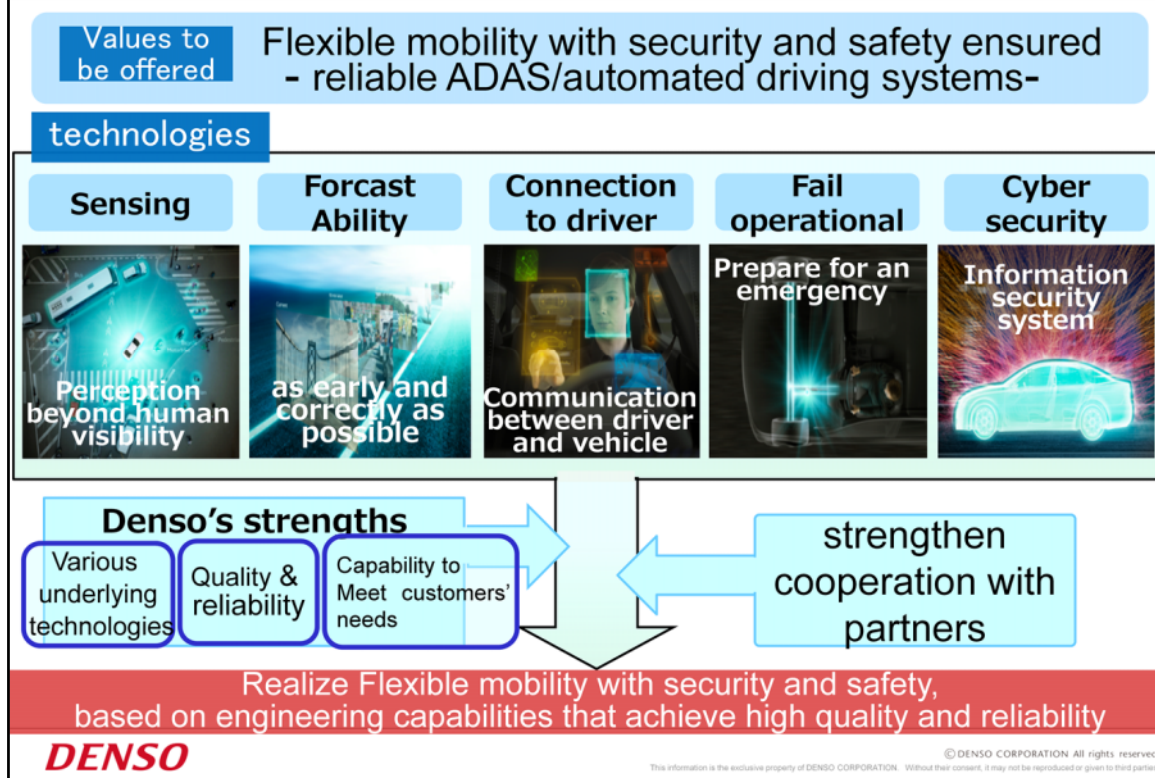 Values to
be offered
Flexible mobility with security and safety ensured
- reliable ADAS/automated driving systems-
technologies
Sensing
Perception
beyond human
visibility
Forcast
Ability
as early and
correctly as
possible
Connection
to driver
Communication
between driver
and vehicle
Fail
operational
Prepare for an
emergency
Cyber
security
Information
security
system
Denso's strengths
Various
underlying
technologies
Quality &
reliability
Capability to
Meet customers'
needs
strengthen
cooperation with
partners
Realize Flexible mobility with security and safety,
based on engineering capabilities that achieve high quality and reliability
DENSO
© DENSO CORPORATION All rights reserved
This information is the exclusive property of DENSO CORPORATION. Without their consent, it may not be reproduced or given to third parties